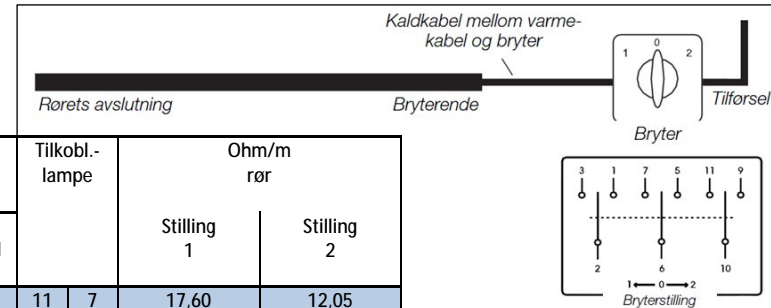 Kaldkabel mellom varme-
kabel og bryter
1 0 2
Rørets avslutning
Bryterende
Tilførsel
Bryter
Tilkobl.-
lampe
Ohm/m
rør
Stilling
1
Stilling
2
11 7 17,60 12,05
3 1 7 5 11 9
2 6 10
1 0 2
Bryterstilling